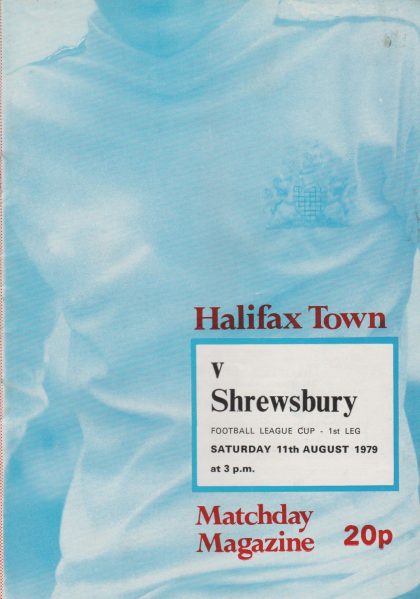 Halifax Town
v
Shrewsbury
FOOTBALL LEAGUE CUP - 1st LEG
SATURDAY 11th AUGUST 1979
at 3 p.m.
Matchday
Magazine 20p